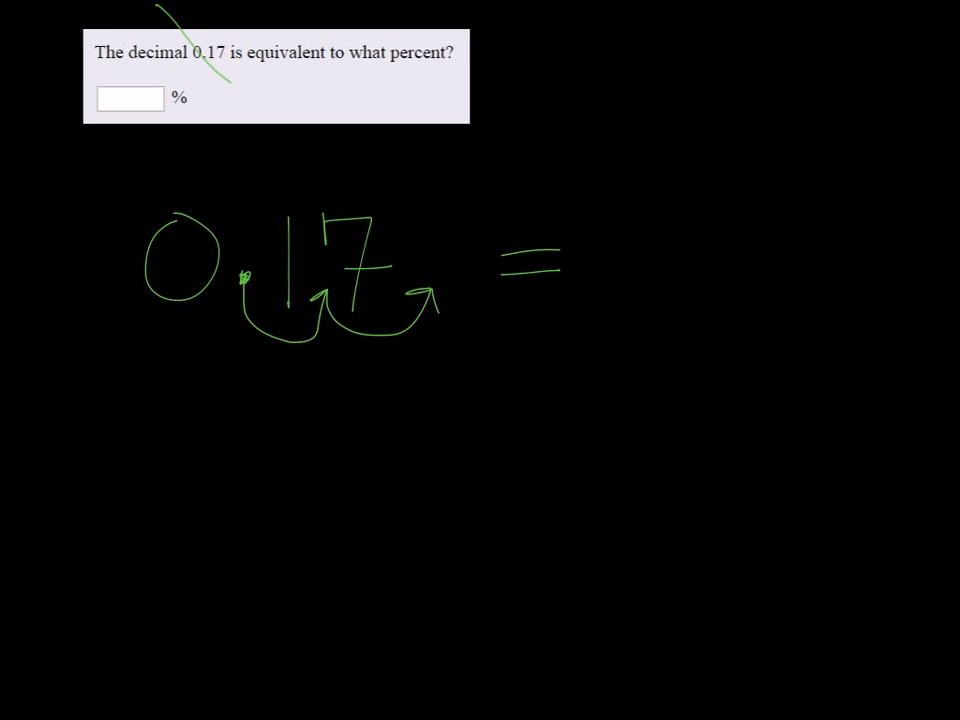 The decimal 0.17 is equivalent to what percent?
%
0.17 =